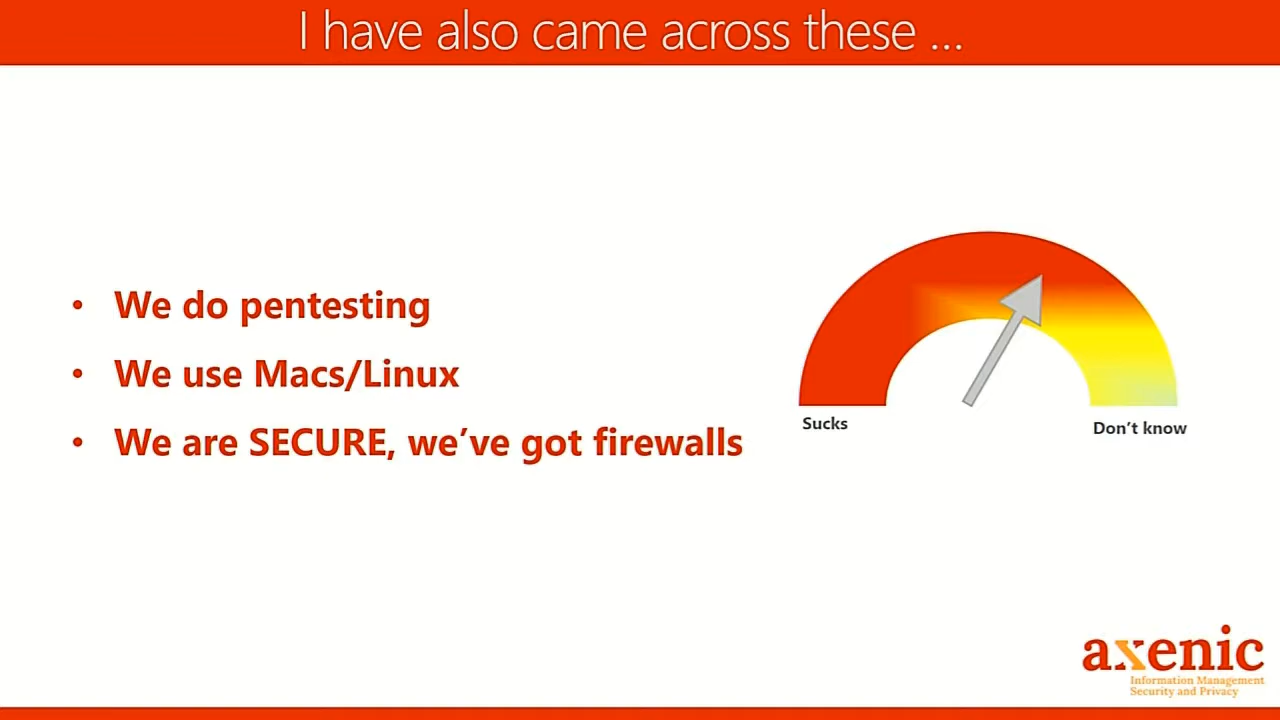 I have also came across these ...
• We do pentesting
• We use Macs/Linux
• We are SECURE, we’ve got firewalls
Sucks
Don’t know
axenic
Information Management
Security and Privacy